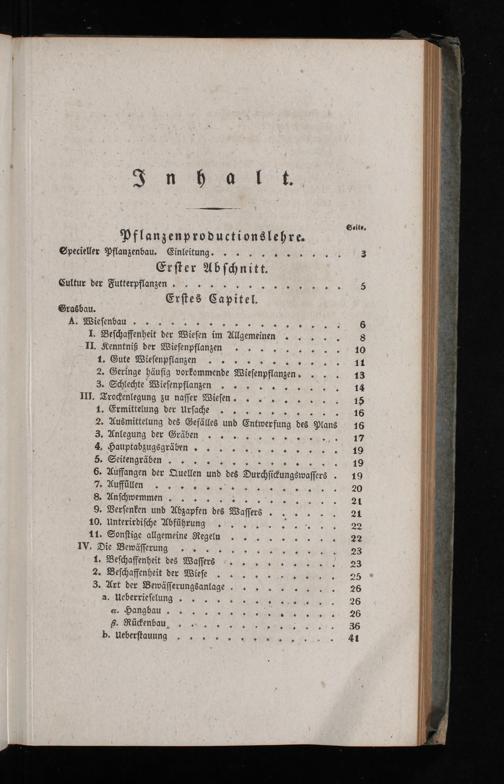 Inhalt.
Seite.
Pflanzenproductionslehre.
Specieller Pflanzenbau. Einleitung. . . . . . . . . . . 3
Erster Abschnitt.
Cultur der Futterpflanzen . . . . . . . . . . . . . . 5
Erstes Capitel.
Grasbau.
A. Wiesenbau . . . . . . . . . . . . . . . . . 6
I. Beschaffenheit der Wiesen im Allgemeinen . . . . . 8
II. Kenntniß der Wiesenpflanzen . . . . . . . . . 10
1. Gute Wiesenpflanzen . . . . . . . . . . . 11
2. Geringe häufig vorkommende Wiesenpflanzen . . . . 13
3. Schlechte Wiesenpflanzen . . . . . . . . . 14
III. Trockenlegung zu nasser Wiesen . . . . . . . . . 15
1. Ermittelung der Ursache . . . . . . . . . . 16
2. Ausmittelung des Gefälles und Entwerfung des Plans 16
3. Anlegung der Gräben . . . . . . . . . . . 17
4. Hauptabzugsgräben . . . . . . . . . . . . 19
5. Seitengräben . . . . . . . . . . . . . . 19
6. Auffangen der Quellen und des Durchsickungswassers . 19
7. Auffüllen . . . . . . . . . . . . . . . 20
8. Anschwemmen . . . . . . . . . . . . . . 21
9. Versenken und Abzapfen des Wassers . . . . . . 21
10. Unterirdische Abführung . . . . . . . . . . 22
11. Sonstige allgemeine Regeln . . . . . . . . . 22
IV. Die Bewässerung . . . . . . . . . . . . . 23
1. Beschaffenheit des Wassers . . . . . . . . . 23
2. Beschaffenheit der Wiese . . . . . . . . . . 25
3. Art der Bewässerungsanlage . . . . . . . . . 26
a. Ueberrieselung . . . . . . . . . . . . . 26
α. Hangbau . . . . . . . . . . . . . . 26
β. Rückenbau . . . . . . . . . . . . . 36
b. Ueberstauung . . . . . . . . . . . . . 41